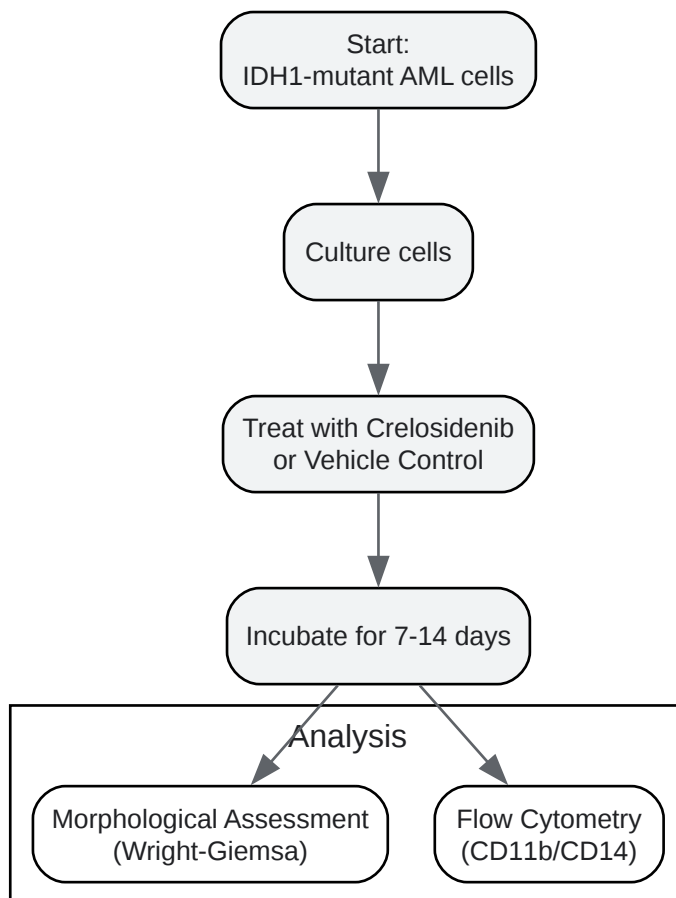 Start:
IDH1-mutant AML cells
Culture cells
Treat with Crelosidenib
or Vehicle Control
Incubate for 7-14 days
Analysis
Morphological Assessment
(Wright-Giemsa)
Flow Cytometry
(CD11b/CD14)